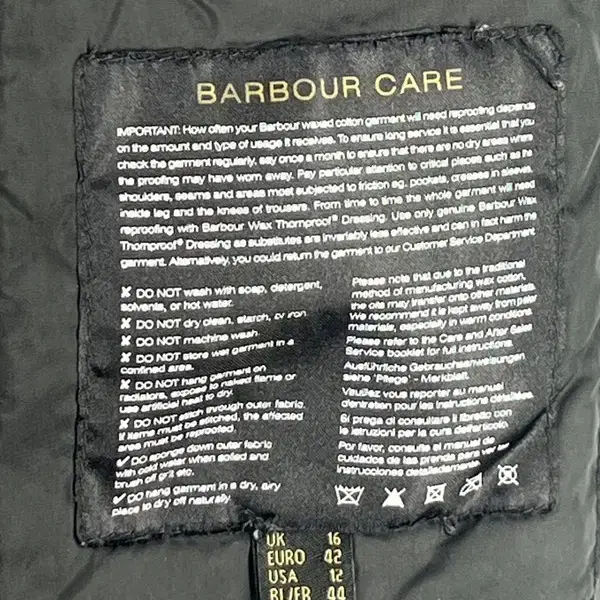 BARBOUR CARE
IMPORTANT: How often your Barbour waxed cotton garment will need reproofing depends
on the amount and type of usage it receives. To ensure long service it is essential that you
check the garment regularly, say once a month to ensure that there are no dry areas where
the proofing may have worn away. Pay particular attention to critical places such as the
shoulders, seams and areas most subjected to friction eg. pockets, creases in sleeves,
inside leg and the knees of trousers. From time to time the whole garment will need
reproofing with Barbour Wax Thornproof® Dressing. Use only genuine Barbour Wax
Thornproof® Dressing as substitutes are invariably less effective and can in fact harm the
garment. Alternatively, you could return the garment to our Customer Service Department
✘ DO NOT wash with soap, detergent,
solvents, or hot water.
✘ DO NOT dry clean, starch, or iron
✘ DO NOT machine wash
✘ DO NOT store wet garment in a
confined area.
✘ DO NOT hang garment on
radiators, expose to naked flame or
use artificial heat to dry.
✘ DO NOT stitch through outer fabric.
If items must be stitched, the affected
area must be reproofed.
✔ DO sponge down outer fabric
with cold water when soiled and
brush off grit etc.
✔ DO hang garment in a dry, airy
place to dry off naturally.
Please note that due to the traditional
method of manufacturing wax cotton,
the oils may transfer onto other materials
We recommend it is kept away from paler
materials, especially in warm conditions.
Please refer to the Care and After Sales
Service booklet for full instructions.
Ausführliche Gebrauchsanweisungen
siehe 'Pflege' - Merkblatt.
Veuillez vous reporter au manuel
d'entretien pour les instructions détaillées.
Si prega di consultare il libretto con
le istruzioni per la cura dell'articolo.
Por favor, consulte el manuel de
cuidados de las prendas para ver las
instrucciones detalladamente.
UK 16
EURO 42
USA 12
BL/FR 44